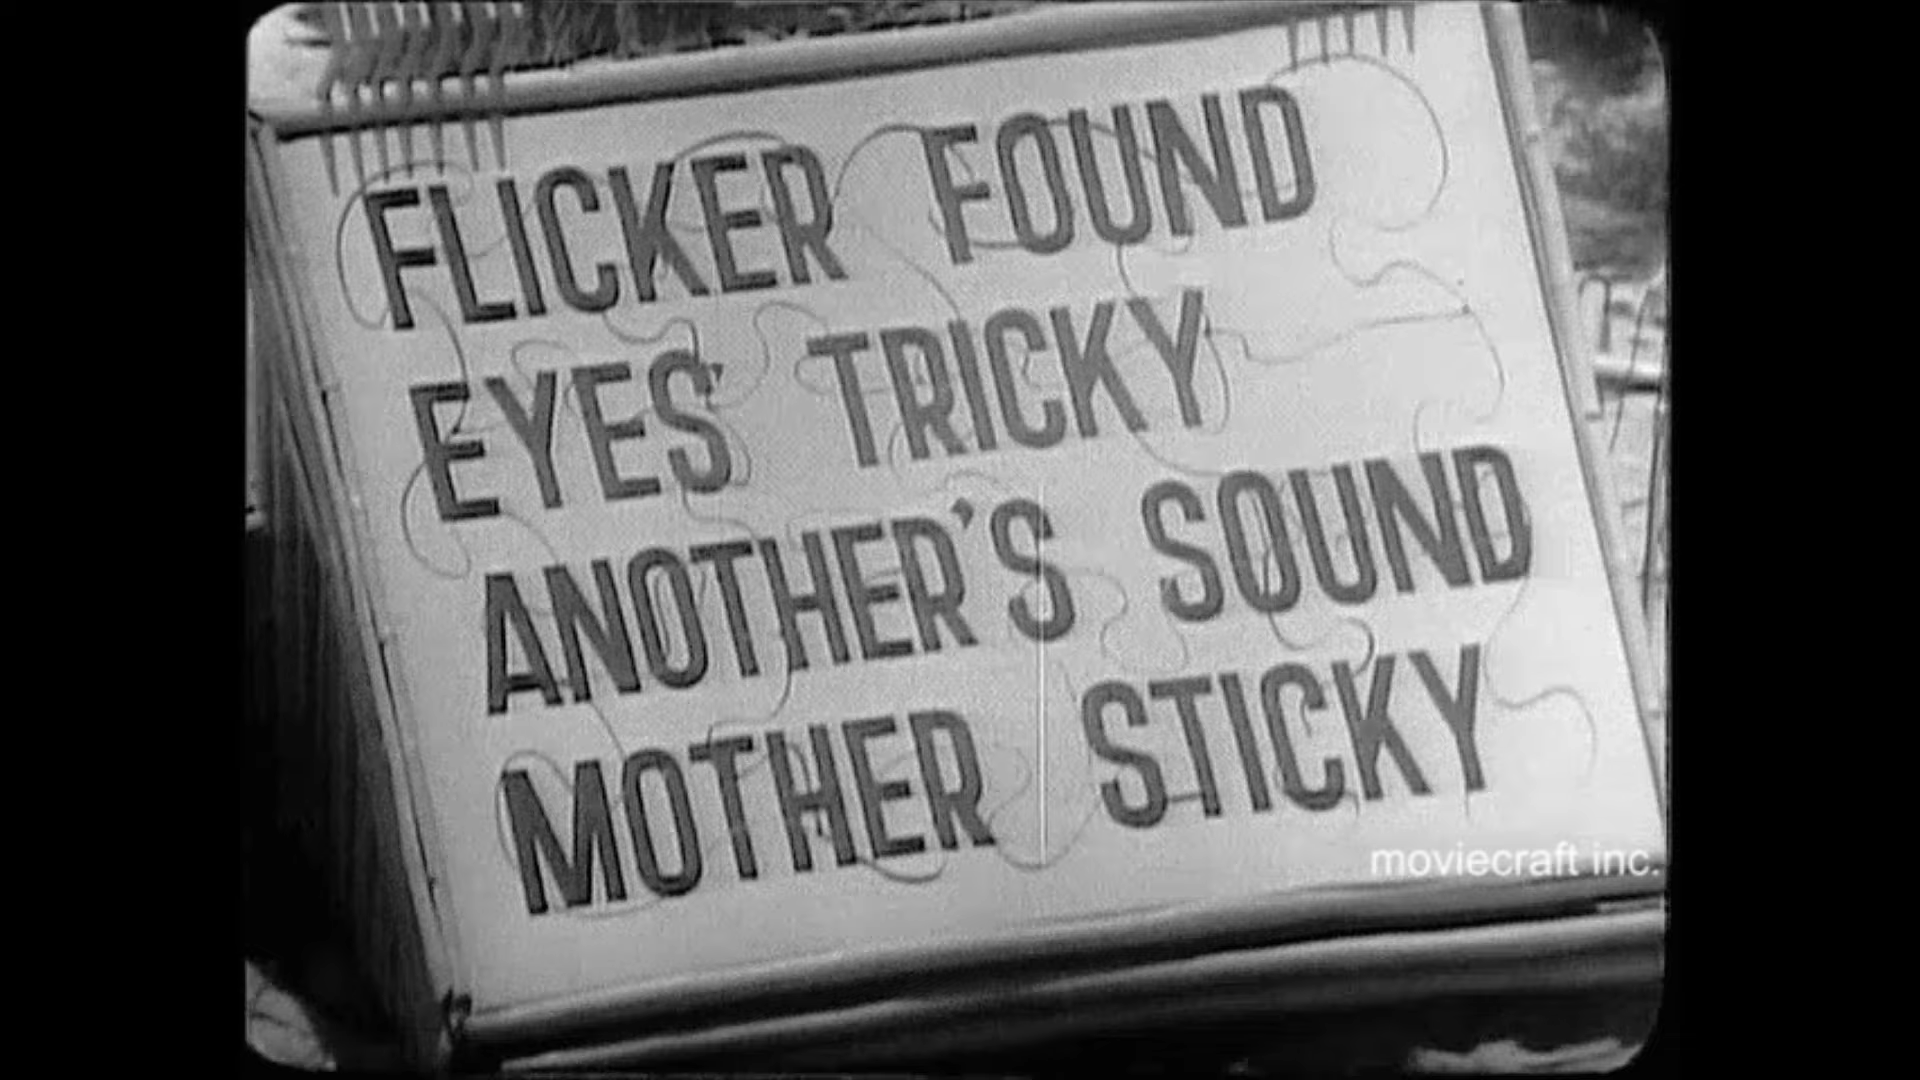 FLICKER FOUND
EYES' TRICKY
ANOTHER'S SOUND
MOTHER STICKY
moviecraft inc.